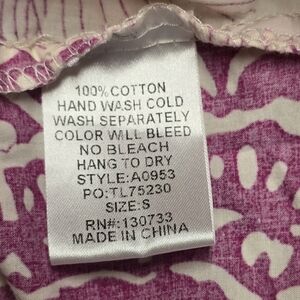 100% COTTON
HAND WASH COLD
WASH SEPARATELY
COLOR WILL BLEED
NO BLEACH
HANG TO DRY
STYLE:A0953
PO:TL75230
SIZE:S
RN#:130733
MADE IN CHINA